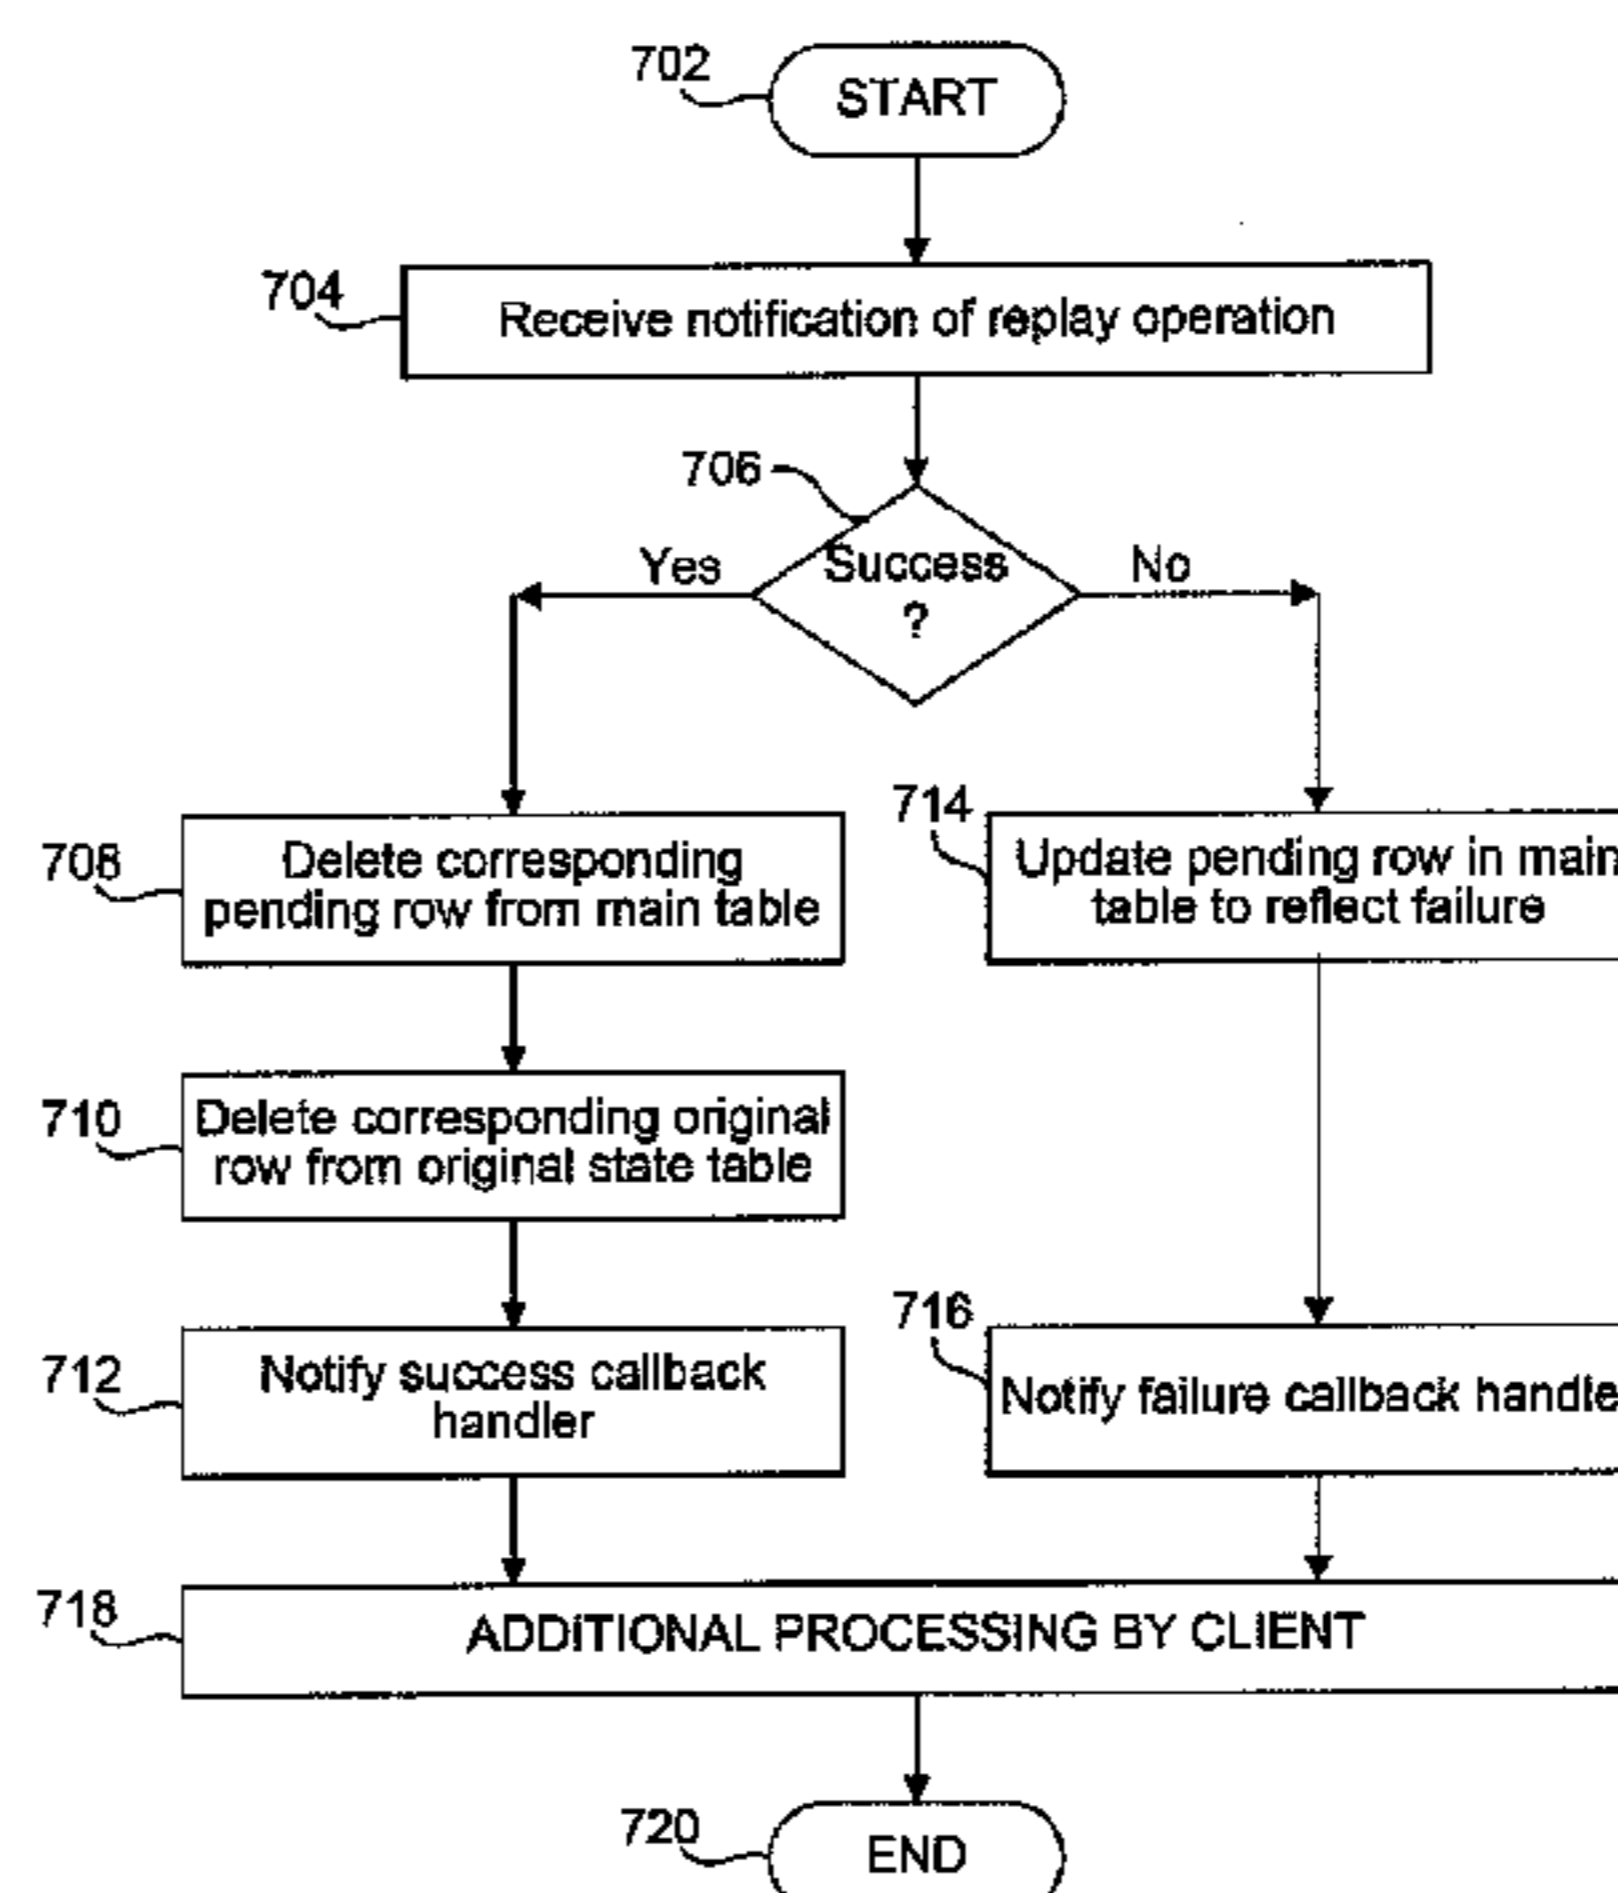 702
START
704
Receive notification of replay operation
706
Success
?
Yes
No
708
Delete corresponding
pending row from main table
714
Update pending row in main
table to reflect failure
710
Delete corresponding original
row from original state table
712
Notify success callback
handler
716
Notify failure callback handle
718
ADDITIONAL PROCESSING BY CLIENT
720
END